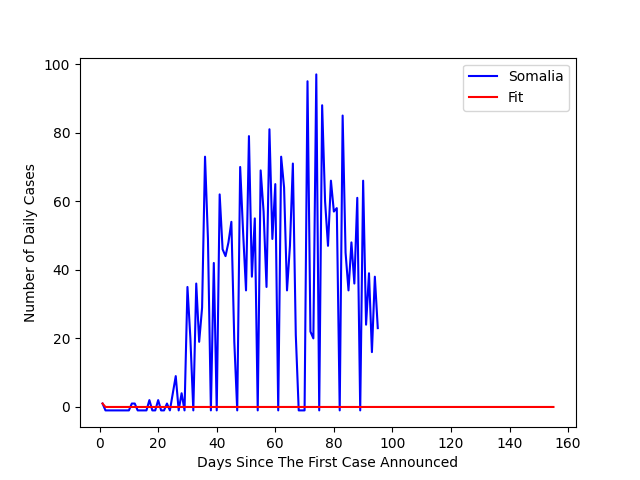 Somalia
Fit
100
80
60
40
20
0
Number of Daily Cases
0 20 40 60 80 100 120 140 160
Days Since The First Case Announced